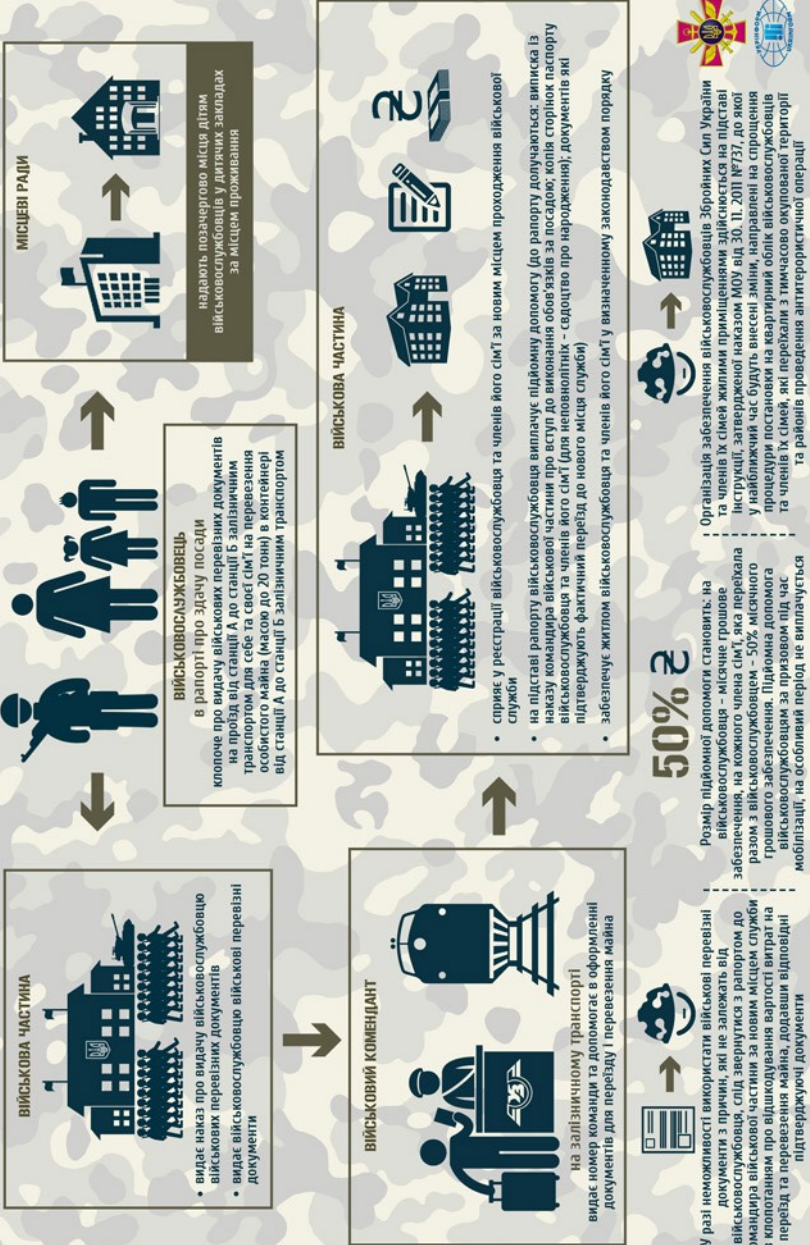 ВІЙСЬКОВА ЧАСТИНА
• видає наказ про видачу військовослужбовцю
військових перевізних документів
• видає військовослужбовцю військові перевізні
документи
ВІЙСЬКОВОСЛУЖБОВЕЦЬ
в рапорті про здачу посади
клопоче про видачу військових перевізних документів
на проїзд від станції А до станції Б залізничним
транспортом для себе та своєї сім'ї на перевезення
особистого майна (масою до 20 тонн) в контейнері
від станції А до станції Б залізничним транспортом
МІСЦЕВІ РАДИ
надають позачергово місця дітям
військовослужбовців у дитячих закладах
за місцем проживання
ВІЙСЬКОВИЙ КОМЕНДАНТ
на залізничному транспорті
видає номер команди та допомагає в оформленні
документів для переїзду і перевезення майна
ВІЙСЬКОВА ЧАСТИНА
₴
• сприяє у реєстрації військовослужбовця та членів його сім'ї за новим місцем проходження військової
служби
• на підставі рапорту військовослужбовця виплачує підйомну допомогу (до рапорту долучаються: виписка із
наказу командира військової частини про вступ до виконання обов'язків за посадою; копія сторінок паспорту
військовослужбовця та членів його сім'ї (для неповнолітніх – свдоцтво про народження); документів які
підтверджують фактичний переїзд до нового місця служби)
• забезпечує житлом військовослужбовця та членів його сім'ї у визначеному законодавством порядку
У разі неможливості використати військові перевізні
документи з причин, які не залежать від
військовослужбовця, слід звернутися з рапортом до
командира військової частини за новим місцем служби
з клопотанням про відшкодування вартості витрат на
переїзд та перевезення майна, додавши відповідні
підтверджуючі документи
50% ₴
Розмір підйомної допомоги становить: на
військовослужбовця – місячне грошове
забезпечення, на кожного члена сім'ї, яка переїхала
разом з військовослужбовцем – 50% місячного
грошового забезпечення. Підйомна допомога
військовослужбовцям за призовом під час
мобілізації, на особливий період не виплачується
Організація забезпечення військовослужбовців Збройних Сил України
та членів їх сімей жилими приміщеннями здійснюється на підставі
Інструкції, затвердженої наказом МОУ від 30. 11. 2011 №737, до якої
у найближчий час будуть внесені зміни, направлені на спрощення
процедури постановки на квартирний облік військовослужбовців
та членів їх сімей, які переїхали з тимчасово окупованої території
та районів проведення антитерористичної операції